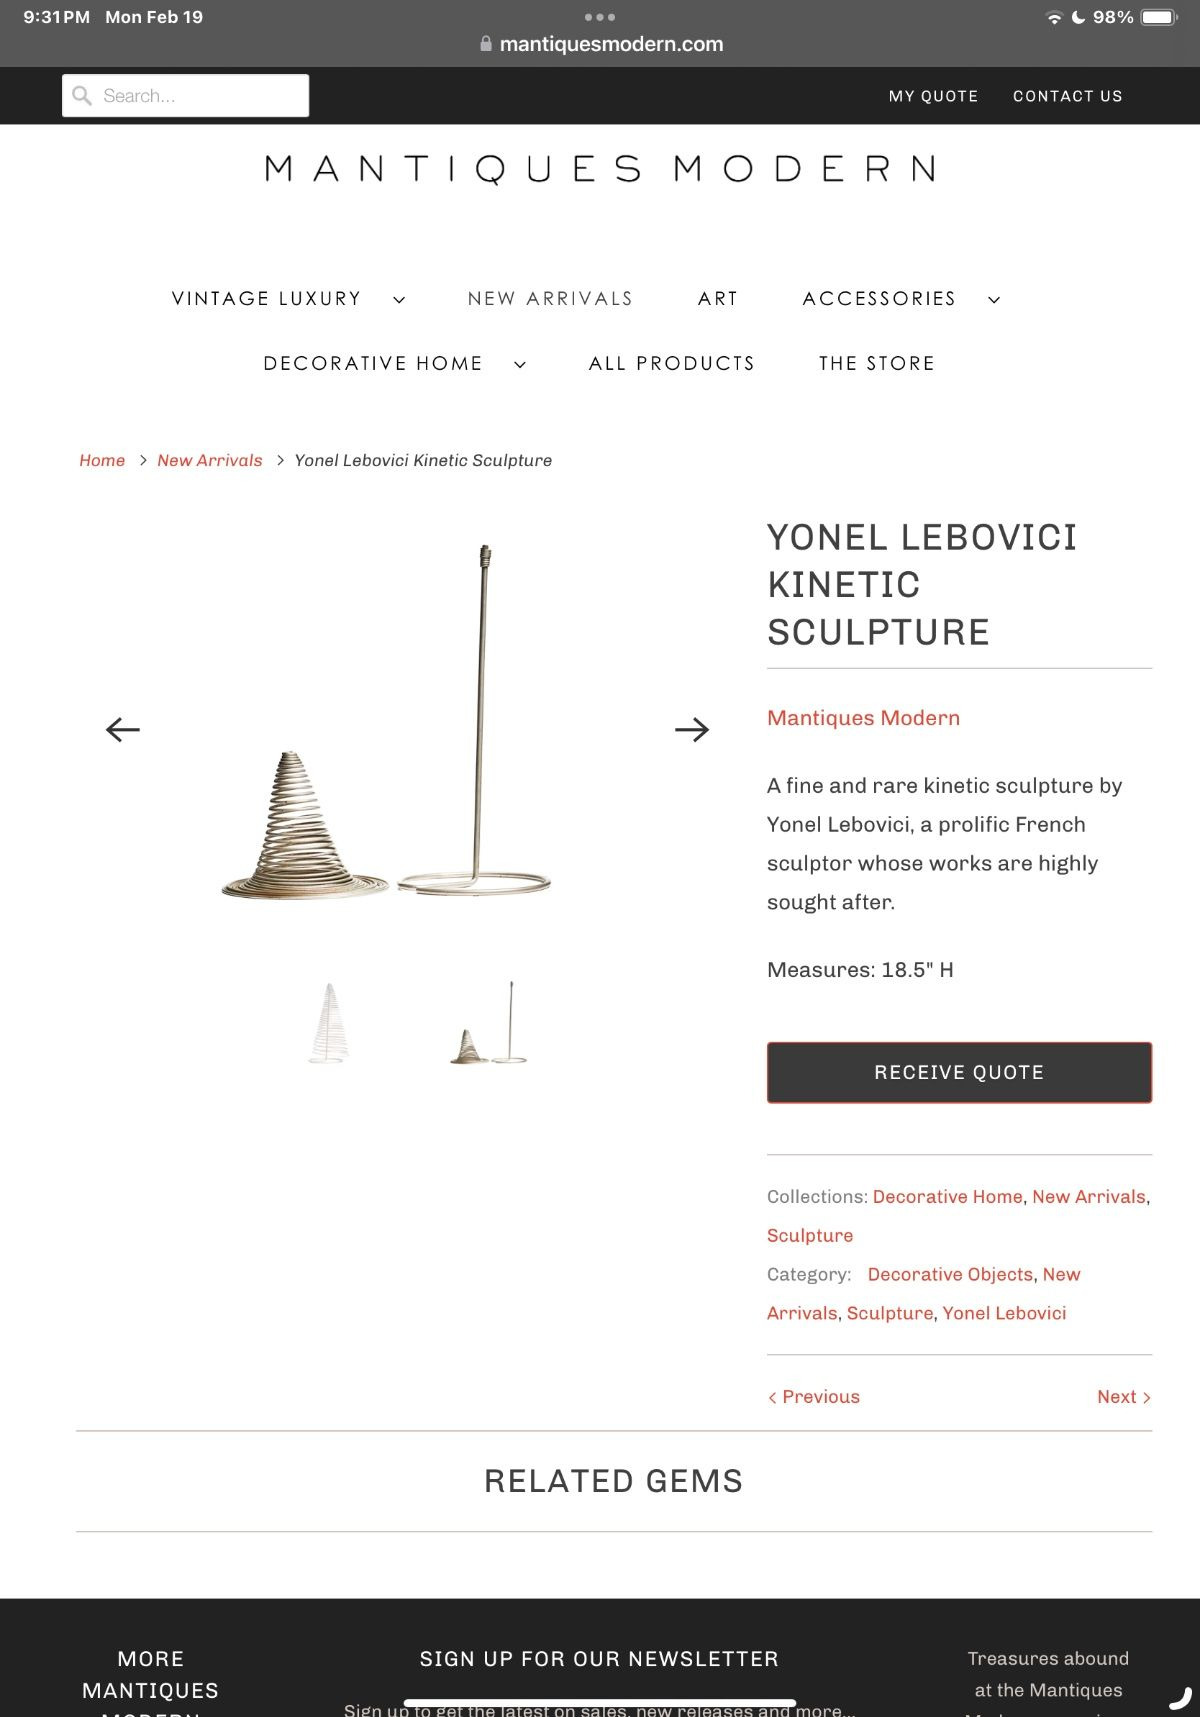 9:31 PM Mon Feb 19
98%
mantiquesmodern.com
Search...
MY QUOTE
CONTACT US
MANTIQUES MODERN
VINTAGE LUXURY
NEW ARRIVALS
ART
ACCESSORIES
DECORATIVE HOME
ALL PRODUCTS
THE STORE
Home > New Arrivals > Yonel Lebovici Kinetic Sculpture
YONEL LEBOVICI
KINETIC
SCULPTURE
Mantiques Modern
A fine and rare kinetic sculpture by
Yonel Lebovici, a prolific French
sculptor whose works are highly
sought after.
Measures: 18.5" H
RECEIVE QUOTE
Collections: Decorative Home, New Arrivals,
Sculpture
Category: Decorative Objects, New
Arrivals, Sculpture, Yonel Lebovici
< Previous
Next >
RELATED GEMS
MORE
MANTIQUES
MODERN
SIGN UP FOR OUR NEWSLETTER
Sign up to get the latest on sales, new releases and more...
Treasures abound
at the Mantiques